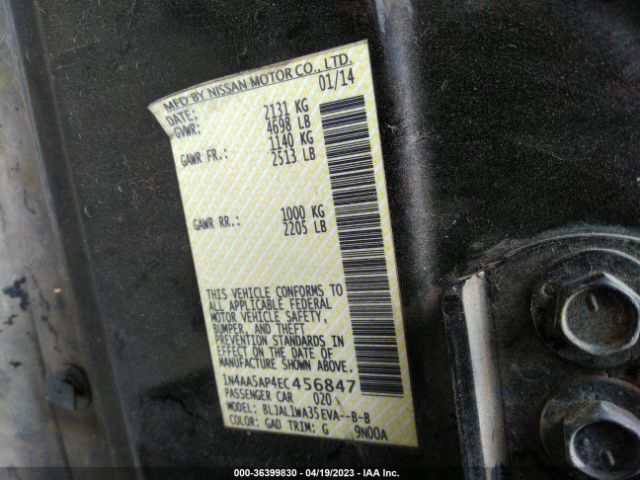 MFD BY NISSAN MOTOR CO., LTD.
DATE: 01/14
GVWR: 2131 KG
4698 LB
GAWR FR.: 1140 KG
2513 LB
GAWR RR.: 1000 KG
2205 LB
THIS VEHICLE CONFORMS TO
ALL APPLICABLE FEDERAL
MOTOR VEHICLE SAFETY,
BUMPER, AND THEFT
PREVENTION STANDARDS IN
EFFECT ON THE DATE OF
MANUFACTURE SHOWN ABOVE.
1N4AA5AP4EC456847
PASSENGER CAR 020
MODEL: BLJALLWA35EVA--B-B
COLOR: GAD TRIM: G 9N00A
000-36399830 - 04/19/2023 - IAA Inc.